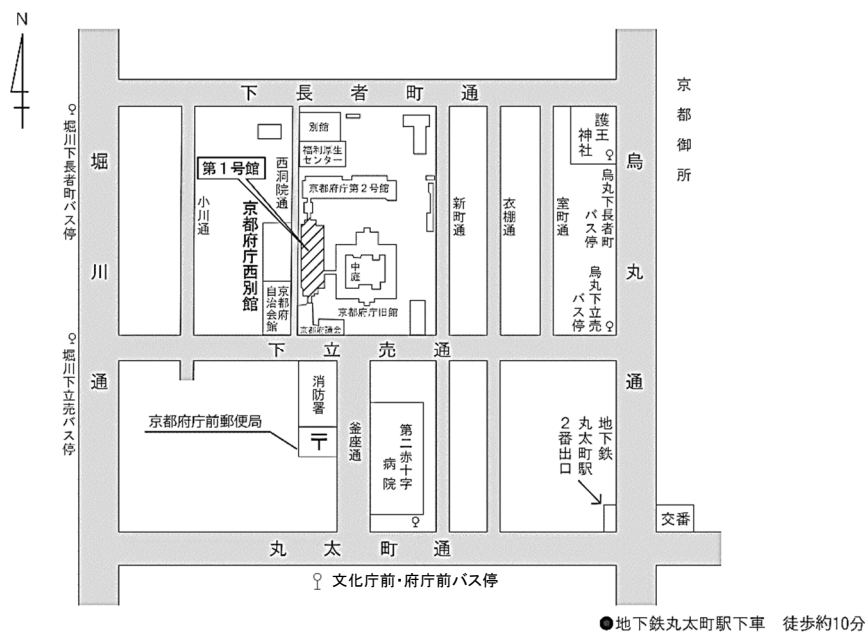 N
下長者町通
京都御所
堀川下長者町バス停
堀川通
別館
福利厚生
センター
護王
神社
第1号館
西洞院通
京都府庁第2号館
烏丸通
烏丸下長者町
バス停
小川通
京都府庁西別館
新町通
衣棚通
室町通
中庭
烏丸下立売
バス停
京都府
自治会館
京都府庁旧館
京都府議会
下立売通
堀川下立売バス停
消防署
京都府庁前郵便局
〒
釜座通
第二赤十字
病院
地下鉄
丸太町駅
2番出口
交番
丸太町通
文化庁前・府庁前バス停
●地下鉄丸太町駅下車 徒歩約10分